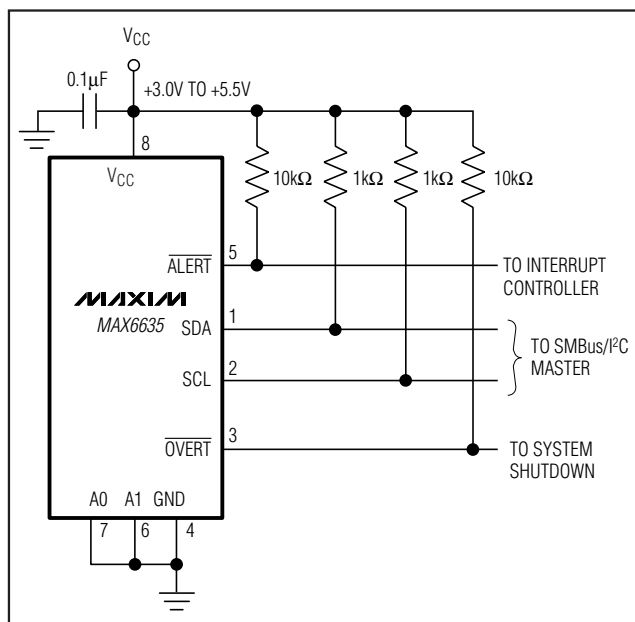 VCC
0.1µF
+3.0V TO +5.5V
8
VCC
10kΩ
1kΩ
1kΩ
10kΩ
ALERT
5
TO INTERRUPT
CONTROLLER
MAXIM
MAX6635
SDA
1
TO SMBus/I²C
MASTER
SCL
2
OVERT
3
TO SYSTEM
SHUTDOWN
A0 A1 GND
7 6 4